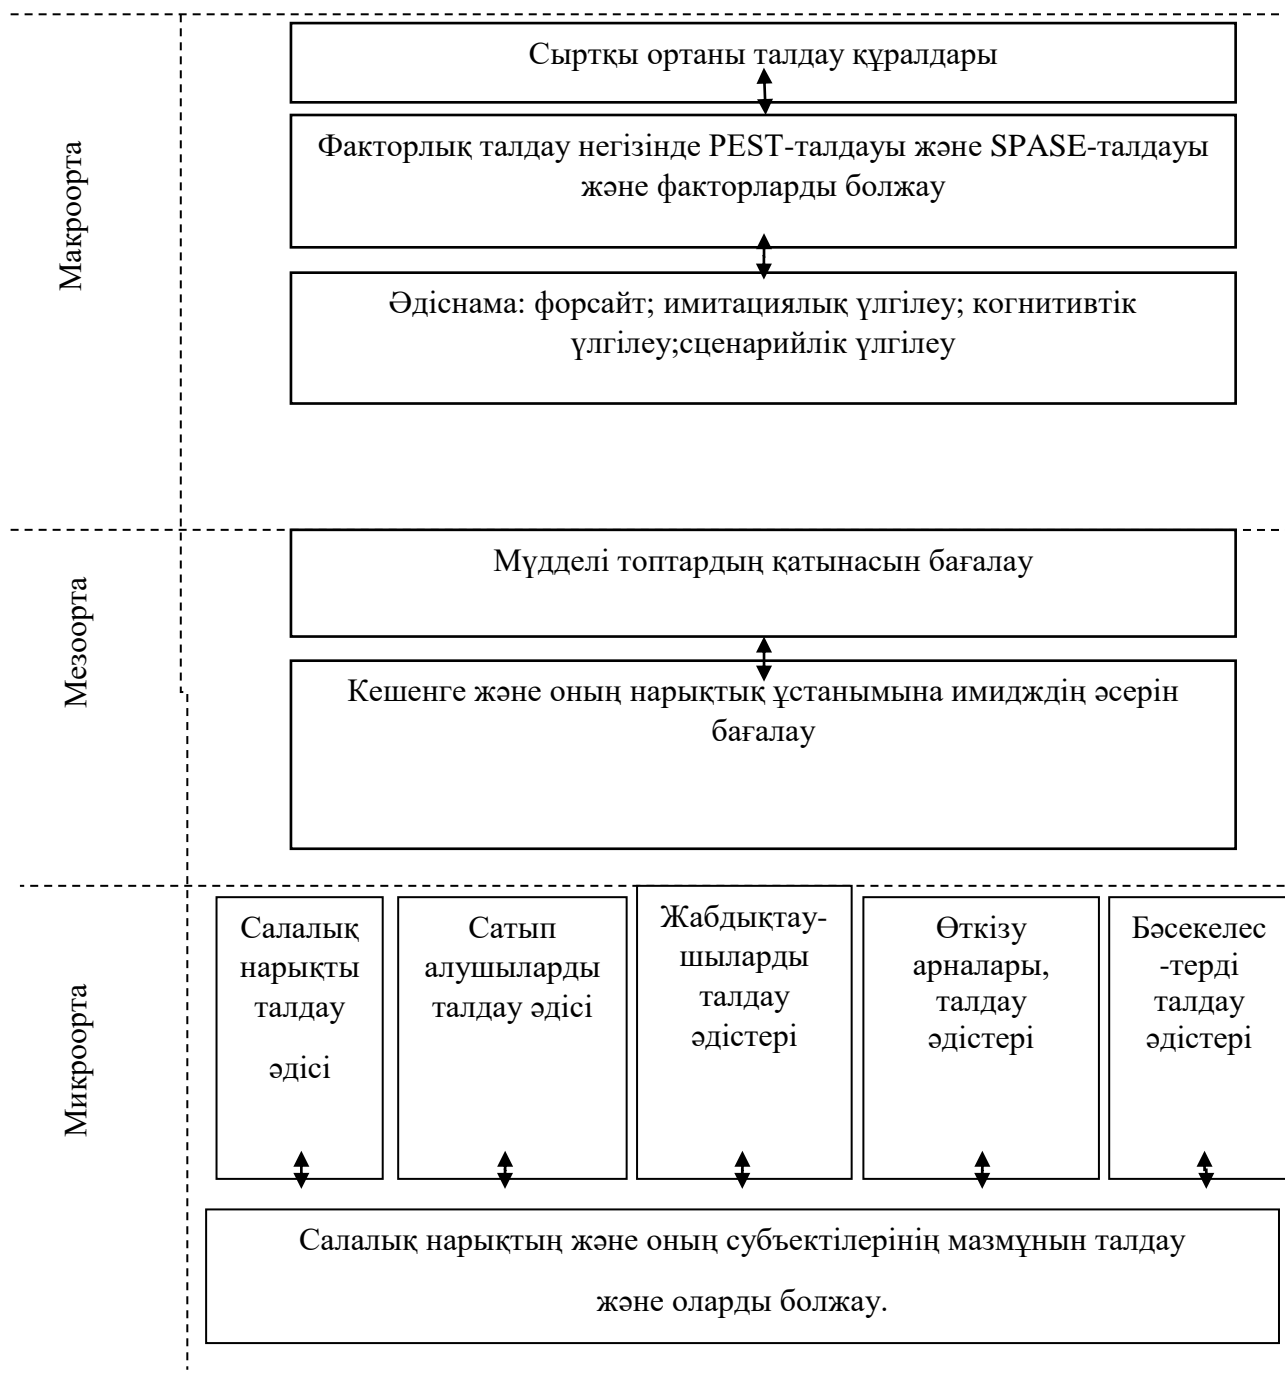 Макроорта
Сыртқы ортаны талдау құралдары
Факторлық талдау негізінде PEST-талдауы және SPASE-талдауы
және факторларды болжау
Әдіснама: форсайт; имитациялық үлгілеу; когнитивтік
үлгілеу;сценарийлік үлгілеу
Мезоорта
Мүдделі топтардың қатынасын бағалау
Кешенге және оның нарықтық ұстанымына имидждің әсерін
бағалау
Микроорта
Салалық
нарықты
талдау
әдісі
Сатып
алушыларды
талдау әдісі
Жабдықтау-
шыларды
талдау
әдістері
Өткізу
арналары,
талдау
әдістері
Бәсекелес
-терді
талдау
әдістері
Салалық нарықтың және оның субъектілерінің мазмұнын талдау
және оларды болжау.